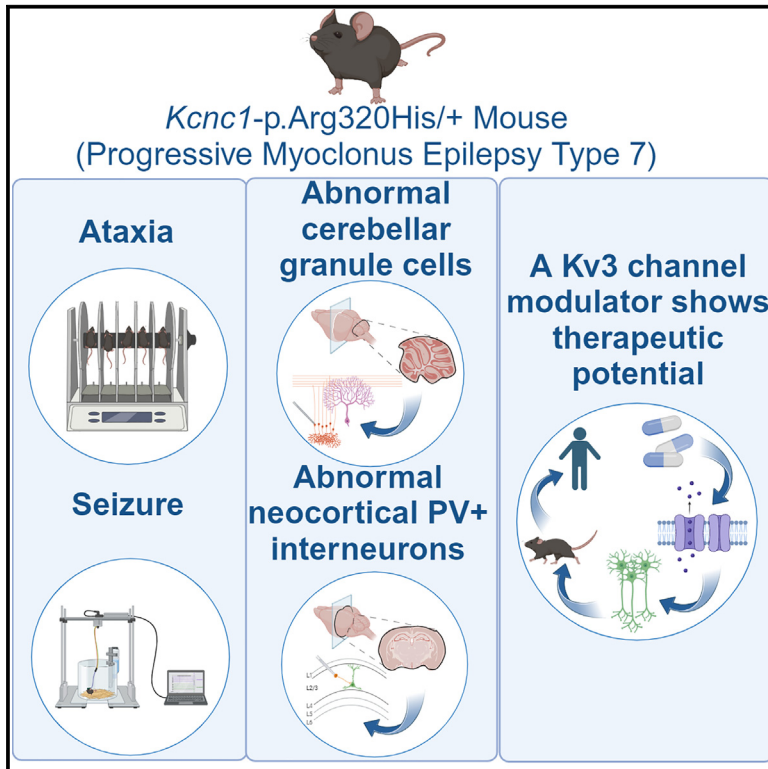 Kcnc1-p.Arg320His/+ Mouse
(Progressive Myoclonus Epilepsy Type 7)
Ataxia
Seizure
Abnormal
cerebellar
granule cells
Abnormal
neocortical PV+
interneurons
L1
L2/3
L4
L5
L6
A Kv3 channel
modulator shows
therapeutic
potential